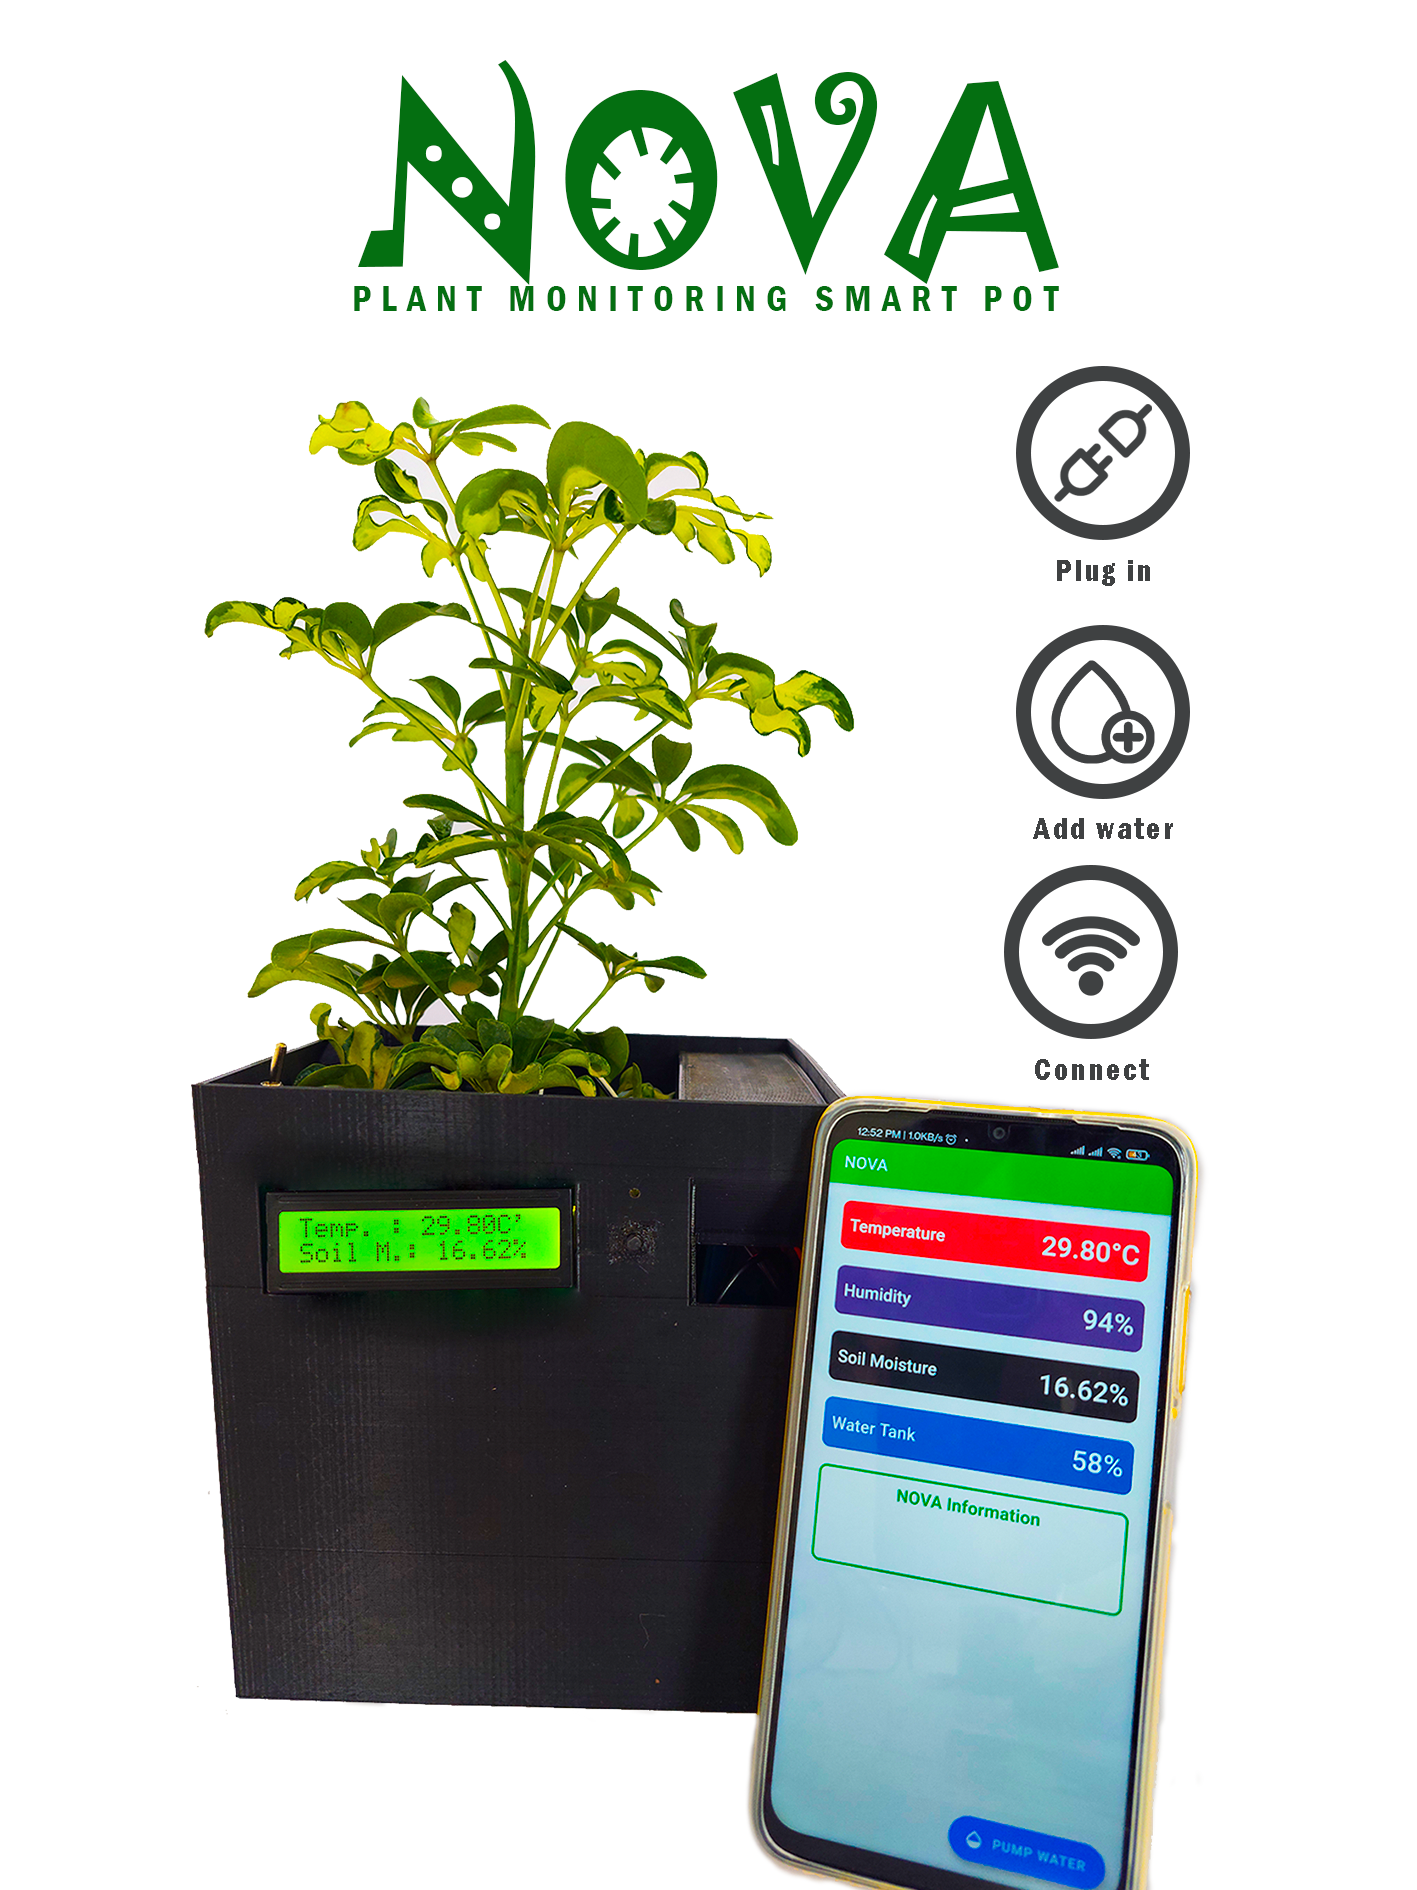 NOVA
PLANT MONITORING SMART POT
Plug in
Add water
Connect
Temp. : 29.80C'
Soil M.: 16.62%
12:52 PM | 1.0KB/s
NOVA
Temperature
29.80°C
Humidity
94%
Soil Moisture
16.62%
Water Tank
58%
NOVA Information
PUMP WATER